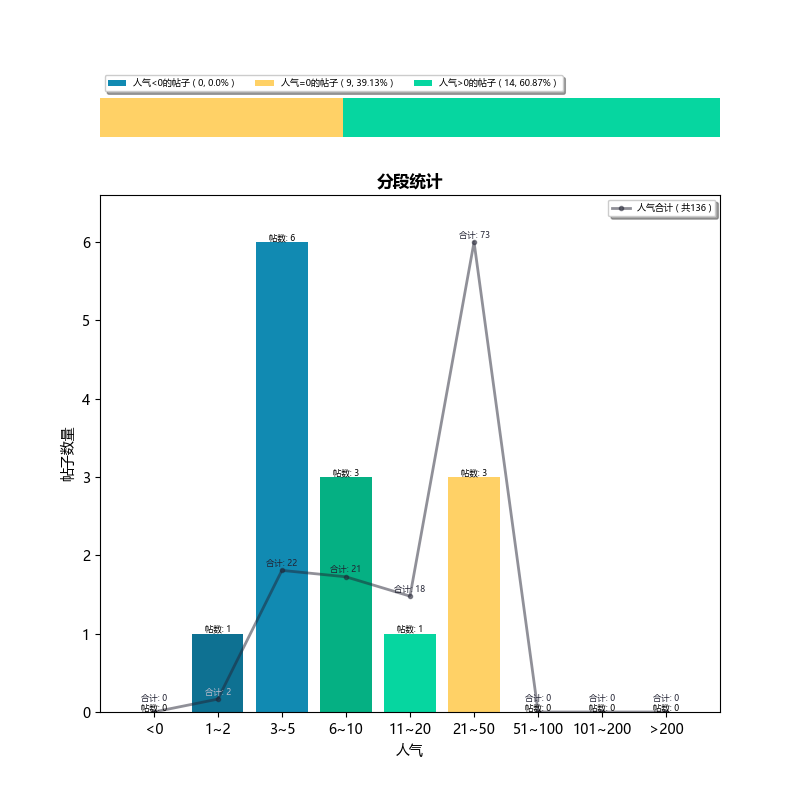 人气<0的帖子 ( 0, 0.0% ) 人气=0的帖子 ( 9, 39.13% ) 人气>0的帖子 ( 14, 60.87% )
分段统计
人气合计 ( 共136 )
帖子数量
6
5
4
3
2
1
0
帖数: 6
合计: 73
帖数: 3
帖数: 3
合计: 22
合计: 21
合计: 18
帖数: 1
帖数: 1
合计: 2
合计: 0
合计: 0
合计: 0
合计: 0
帖数: 0
帖数: 0
帖数: 0
帖数: 0
<0 1~2 3~5 6~10 11~20 21~50 51~100 101~200 >200
人气